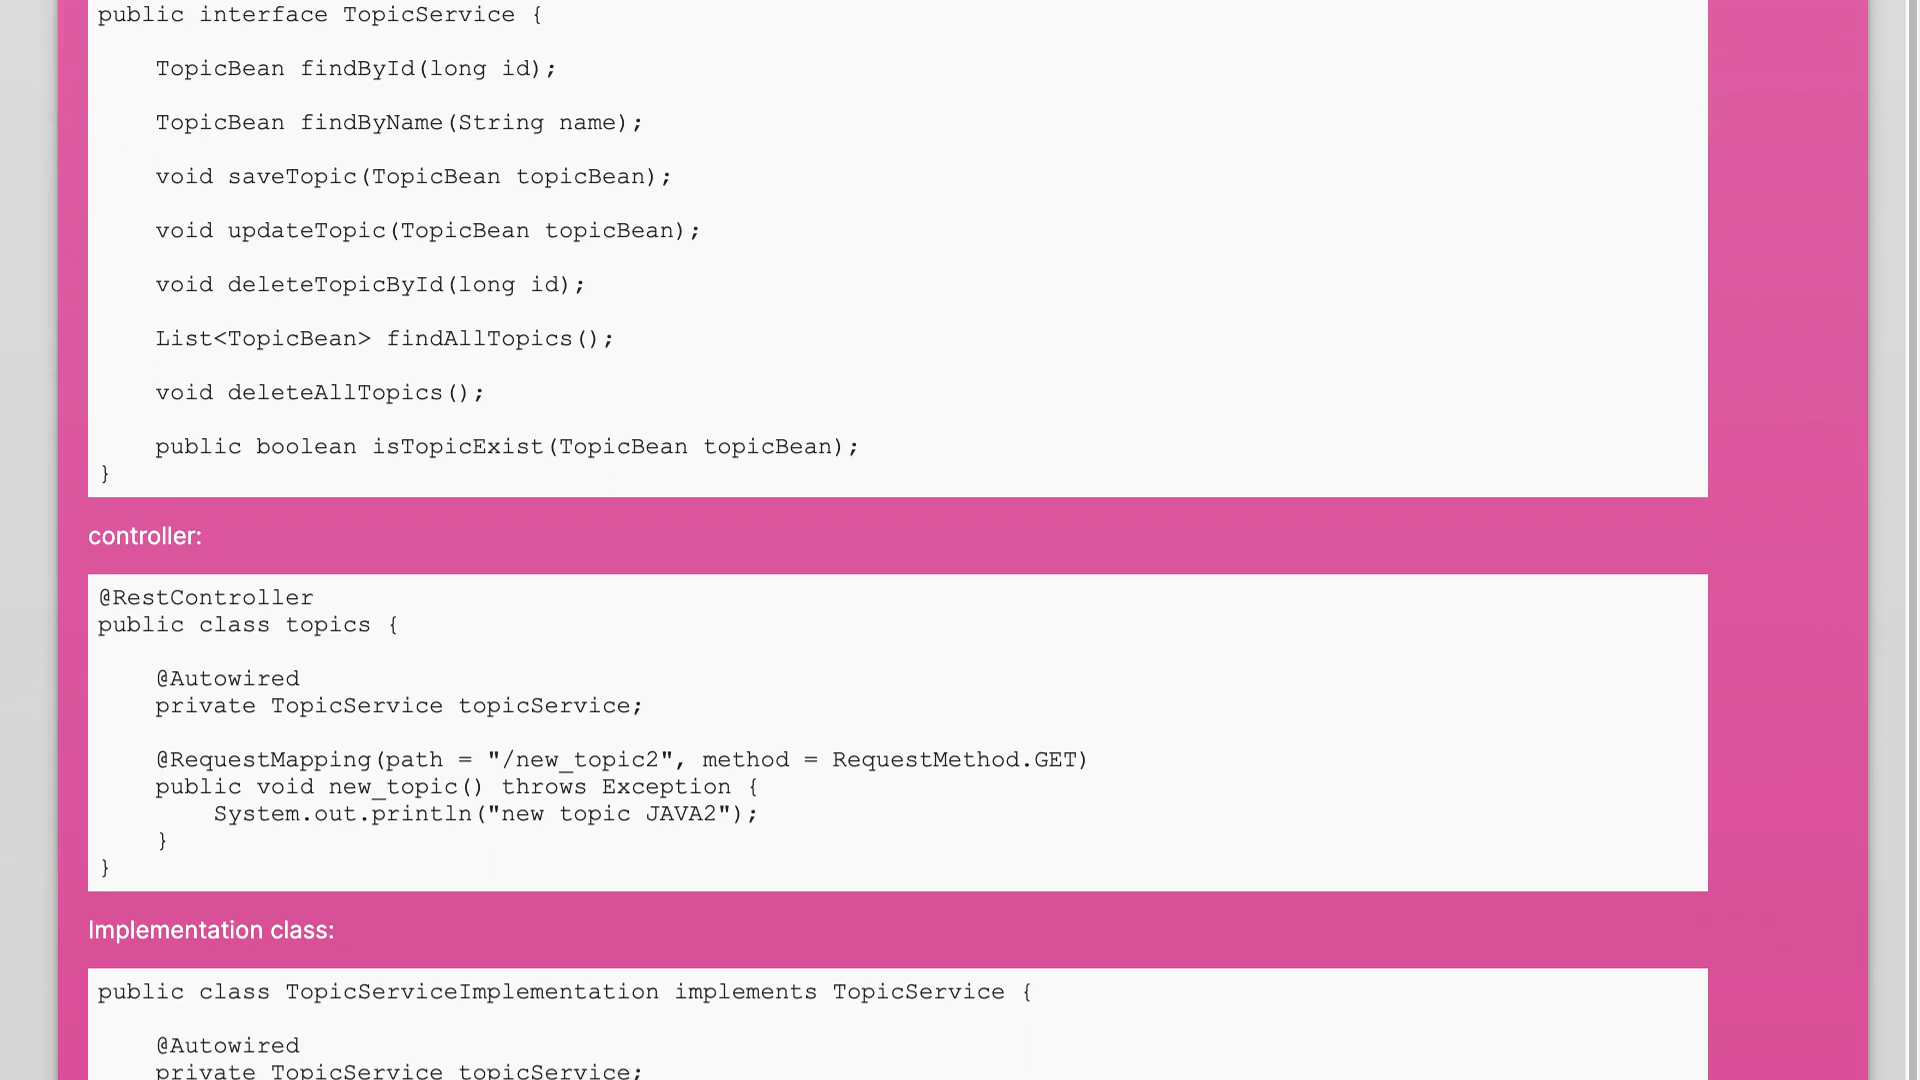 public interface TopicService {
TopicBean findById(long id);
TopicBean findByName(String name);
void saveTopic(TopicBean topicBean);
void updateTopic(TopicBean topicBean);
void deleteTopicById(long id);
List<TopicBean> findAllTopics();
void deleteAllTopics();
public boolean isTopicExist(TopicBean topicBean);
}
controller:
@RestController
public class topics {
@Autowired
private TopicService topicService;
@RequestMapping(path = "/new_topic2", method = RequestMethod.GET)
public void new_topic() throws Exception {
System.out.println("new topic JAVA2");
}
}
Implementation class:
public class TopicServiceImplementation implements TopicService {
@Autowired
private TopicService topicService;